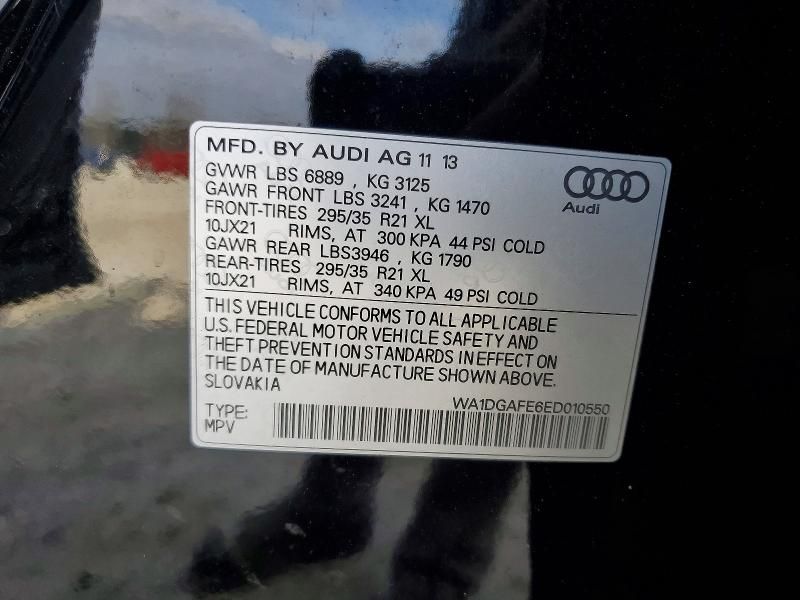 MFD. BY AUDI AG 11 13
GVWR LBS 6889 , KG 3125
GAWR FRONT LBS 3241 , KG 1470
FRONT-TIRES 295/35 R21 XL
10JX21 RIMS, AT 300 KPA 44 PSI COLD
GAWR REAR LBS3946 , KG 1790
REAR-TIRES 295/35 R21 XL
10JX21 RIMS, AT 340 KPA 49 PSI COLD
Audi
THIS VEHICLE CONFORMS TO ALL APPLICABLE
U.S. FEDERAL MOTOR VEHICLE SAFETY AND
THEFT PREVENTION STANDARDS IN EFFECT ON
THE DATE OF MANUFACTURE SHOWN ABOVE.
SLOVAKIA
WA1DGAFE6ED010550
TYPE:
MPV